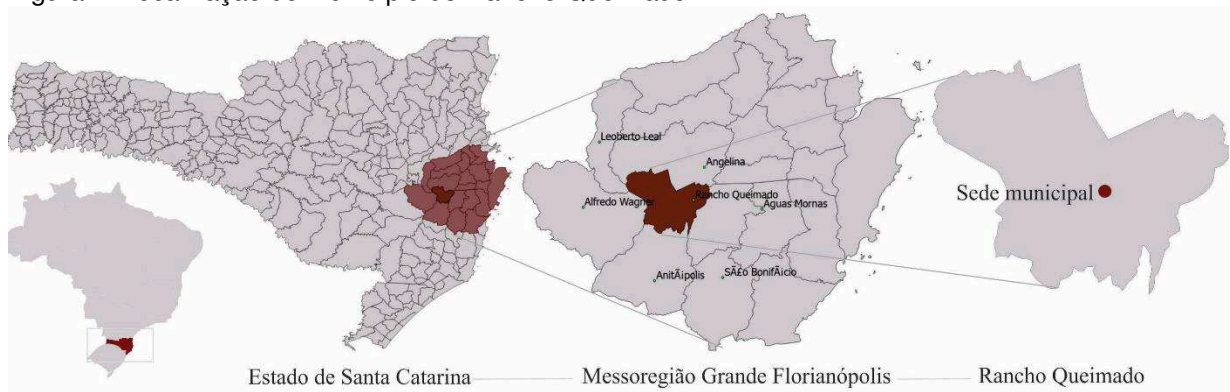 Leoberto Leal
Angelina
Rancho Queimado
Alfredo Wagner
Aguas Mornas
AnitÃ¡polis
SÃ£o BonifÃ¡cio
Sede municipal
Estado de Santa Catarina
Messoregião Grande Florianópolis
Rancho Queimado